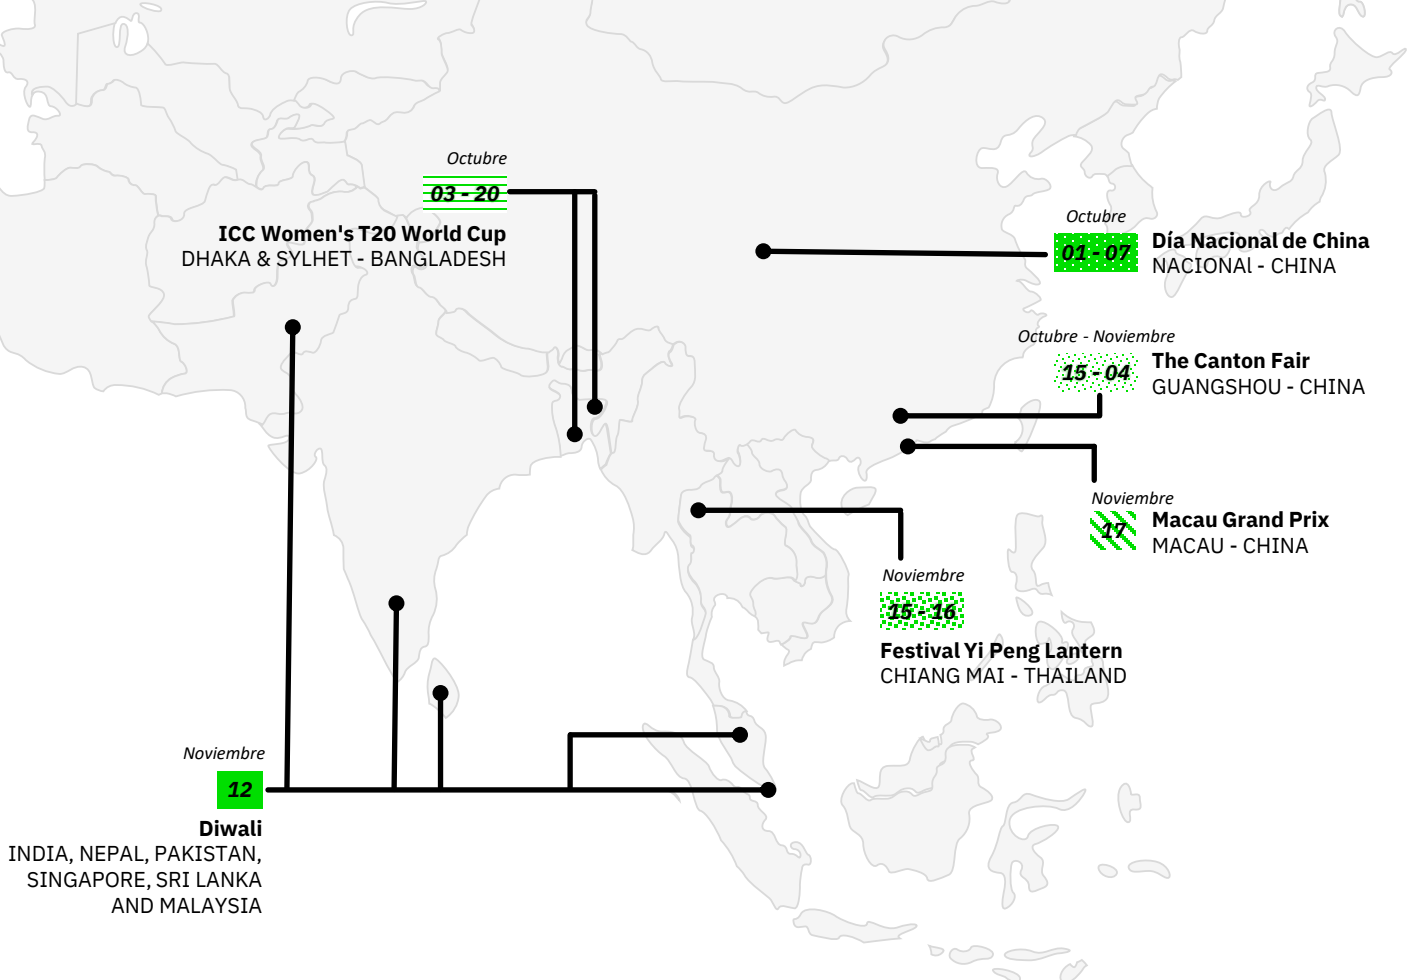 Octubre
03 - 20
ICC Women's T20 World Cup
DHAKA & SYLHET - BANGLADESH
Octubre
01 - 07
Día Nacional de China
NACIONAl - CHINA
Octubre - Noviembre
15 - 04
The Canton Fair
GUANGSHOU - CHINA
Noviembre
17
Macau Grand Prix
MACAU - CHINA
Noviembre
15 - 16
Festival Yi Peng Lantern
CHIANG MAI - THAILAND
Noviembre
12
Diwali
INDIA, NEPAL, PAKISTAN,
SINGAPORE, SRI LANKA
AND MALAYSIA